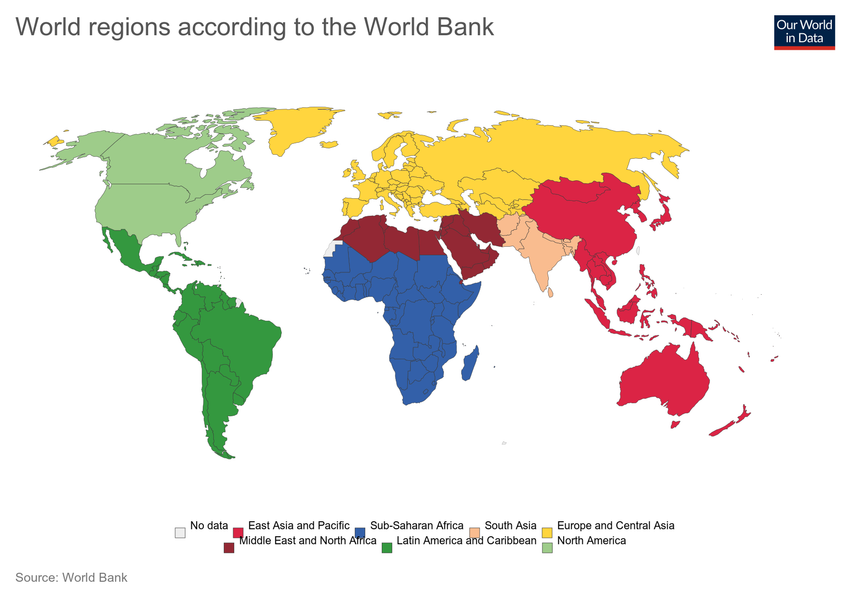 World regions according to the World Bank
Our World
in Data
No data East Asia and Pacific Sub-Saharan Africa South Asia Europe and Central Asia
Middle East and North Africa Latin America and Caribbean North America
Source: World Bank